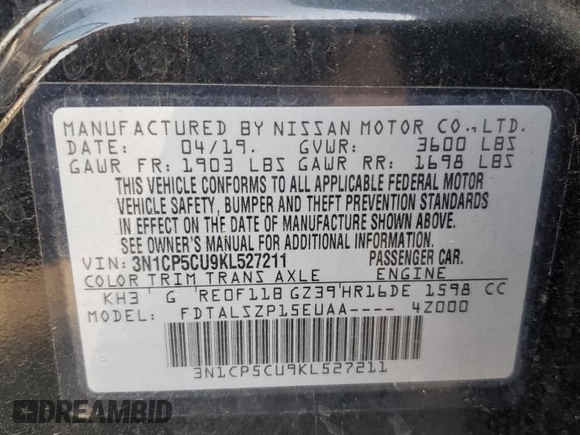 MANUFACTURED BY NISSAN MOTOR CO., LTD.
DATE: 04/19. GVWR: 3600 LBS
GAWR FR: 1903 LBS GAWR RR: 1698 LBS
THIS VEHICLE CONFORMS TO ALL APPLICABLE FEDERAL MOTOR
VEHICLE SAFETY, BUMPER AND THEFT PREVENTION STANDARDS
IN EFFECT ON THE DATE OF MANUFACTURE SHOWN ABOVE.
SEE OWNER'S MANUAL FOR ADDITIONAL INFORMATION.
VIN: 3N1CP5CU9KL527211 PASSENGER CAR.
COLOR TRIM TRANS AXLE ENGINE
KH3 G RE0F11B GZ39 HR16DE 1598 CC
MODEL: FDTALSZP15EUAA---- 4Z000
3N1CP5CU9KL527211
DREAMBID